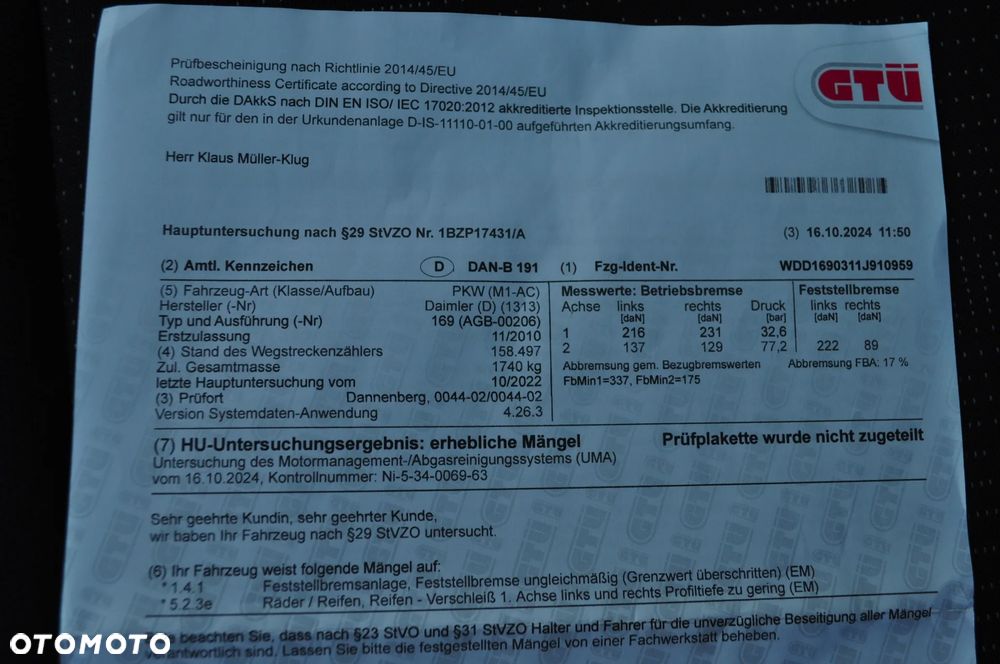 Prüfbescheinigung nach Richtlinie 2014/45/EU
Roadworthiness Certificate according to Directive 2014/45/EU
Durch die DAkkS nach DIN EN ISO/ IEC 17020:2012 akkreditierte Inspektionsstelle. Die Akkreditierung
gilt nur für den in der Urkundenanlage D-IS-11110-01-00 aufgeführten Akkreditierungsumfang.
GTÜ
Herr Klaus Müller-Klug
Hauptuntersuchung nach §29 StVZO Nr. 1BZP17431/A (3) 16.10.2024 11:50
(2) Amtl. Kennzeichen D DAN-B 191 (1) Fzg-Ident-Nr. WDD1690311J910959
(5) Fahrzeug-Art (Klasse/Aufbau) PKW (M1-AC)
Hersteller (-Nr) Daimler (D) (1313)
Typ und Ausführung (-Nr) 169 (AGB-00206)
Erstzulassung 11/2010
(4) Stand des Wegstreckenzählers 158.497
Zul. Gesamtmasse 1740 kg
letzte Hauptuntersuchung vom 10/2022
(3) Prüfort Dannenberg, 0044-02/0044-02
Version Systemdaten-Anwendung 4.26.3
Messwerte: Betriebsbremse Feststellbremse
Achse links rechts Druck links rechts
[daN] [daN] [bar] [daN] [daN]
1 216 231 32,6
2 137 129 77,2 222 89
Abbremsung gem. Bezugbremswerten Abbremsung FBA: 17 %
FbMin1=337, FbMin2=175
(7) HU-Untersuchungsergebnis: erhebliche Mängel Prüfplakette wurde nicht zugeteilt
Untersuchung des Motormanagement-/Abgasreinigungssystems (UMA)
vom 16.10.2024, Kontrollnummer: Ni-5-34-0069-63
Sehr geehrte Kundin, sehr geehrter Kunde,
wir haben Ihr Fahrzeug nach §29 StVZO untersucht.
(6) Ihr Fahrzeug weist folgende Mängel auf:
* 1.4.1 Feststellbremsanlage, Feststellbremse ungleichmäßig (Grenzwert überschritten) (EM)
* 5.2.3e Räder / Reifen, Reifen - Verschleiß 1. Achse links und rechts Profiltiefe zu gering (EM)
beachten Sie, dass nach §23 StVO und §31 StVZO Halter und Fahrer für die unverzügliche Beseitigung aller Mängel
verantwortlich sind. Lassen Sie bitte die festgestellten Mängel von einer Fachwerkstatt beheben.
OTOMOTO